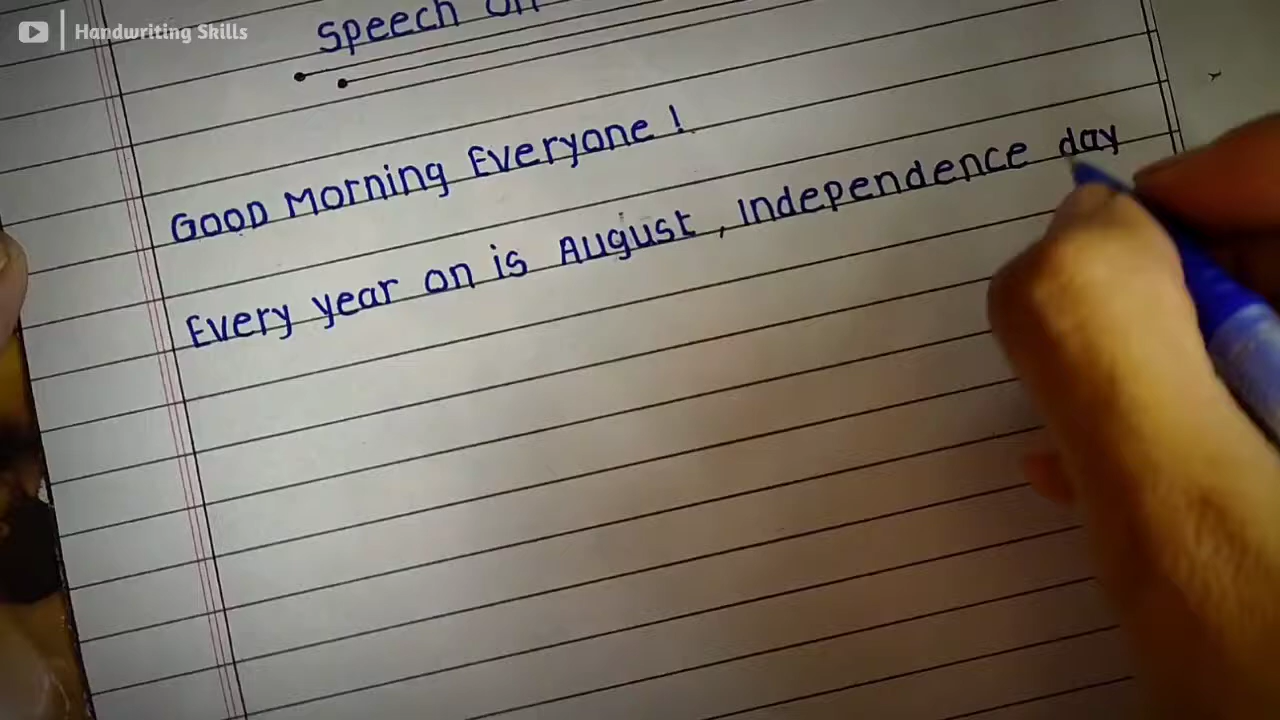 Handwriting Skills
Speech on
Good Morning Everyone !
Every year on is August , Independence day